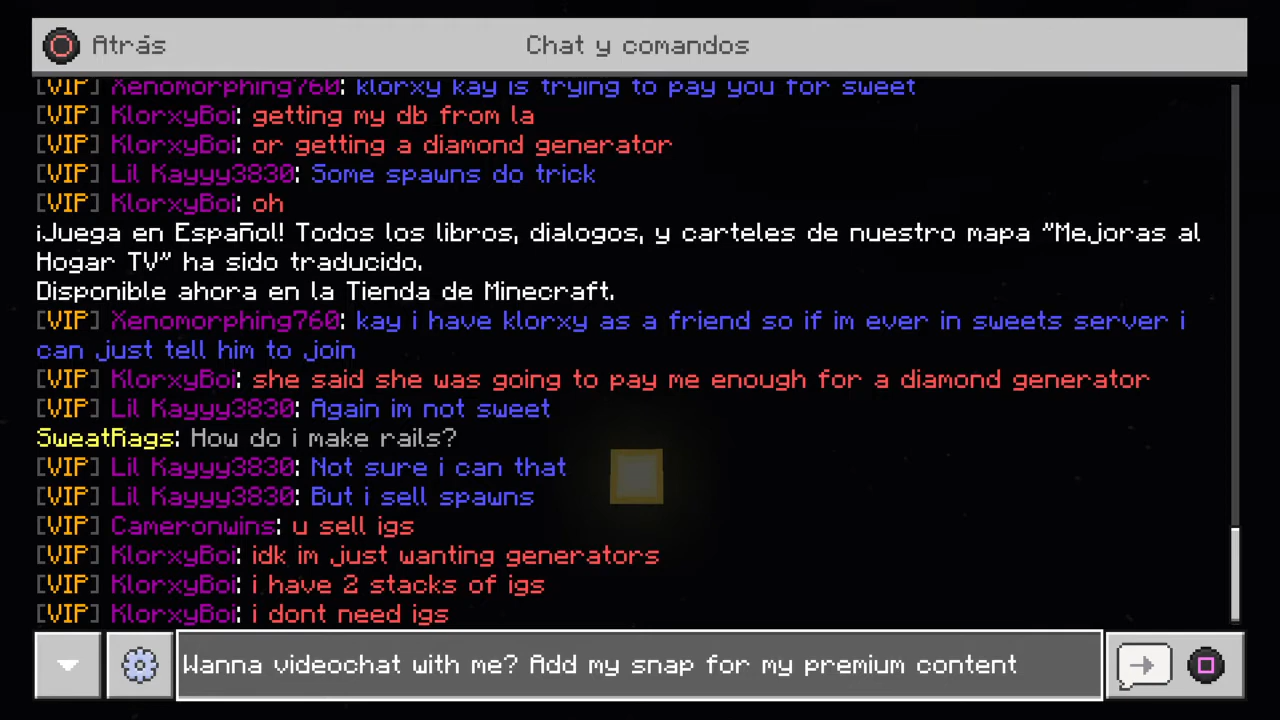 Atrás
Chat y comandos
[VIP] Xenomorphing760: klorxy kay is trying to pay you for sweet
[VIP] KlorxyBoi: getting my db from la
[VIP] KlorxyBoi: or getting a diamond generator
[VIP] Lil Kayyy3830: Some spawns do trick
[VIP] KlorxyBoi: oh
¡Juega en Español! Todos los libros, dialogos, y carteles de nuestro mapa "Mejoras al
Hogar TV" ha sido traducido.
Disponible ahora en la Tienda de Minecraft.
[VIP] Xenomorphing760: kay i have klorxy as a friend so if im ever in sweets server i
can just tell him to join
[VIP] KlorxyBoi: she said she was going to pay me enough for a diamond generator
[VIP] Lil Kayyy3830: Again im not sweet
SweatRags: How do i make rails?
[VIP] Lil Kayyy3830: Not sure i can that
[VIP] Lil Kayyy3830: But i sell spawns
[VIP] Cameronwins: u sell igs
[VIP] KlorxyBoi: idk im just wanting generators
[VIP] KlorxyBoi: i have 2 stacks of igs
[VIP] KlorxyBoi: i dont need igs
Wanna videochat with me? Add my snap for my premium content